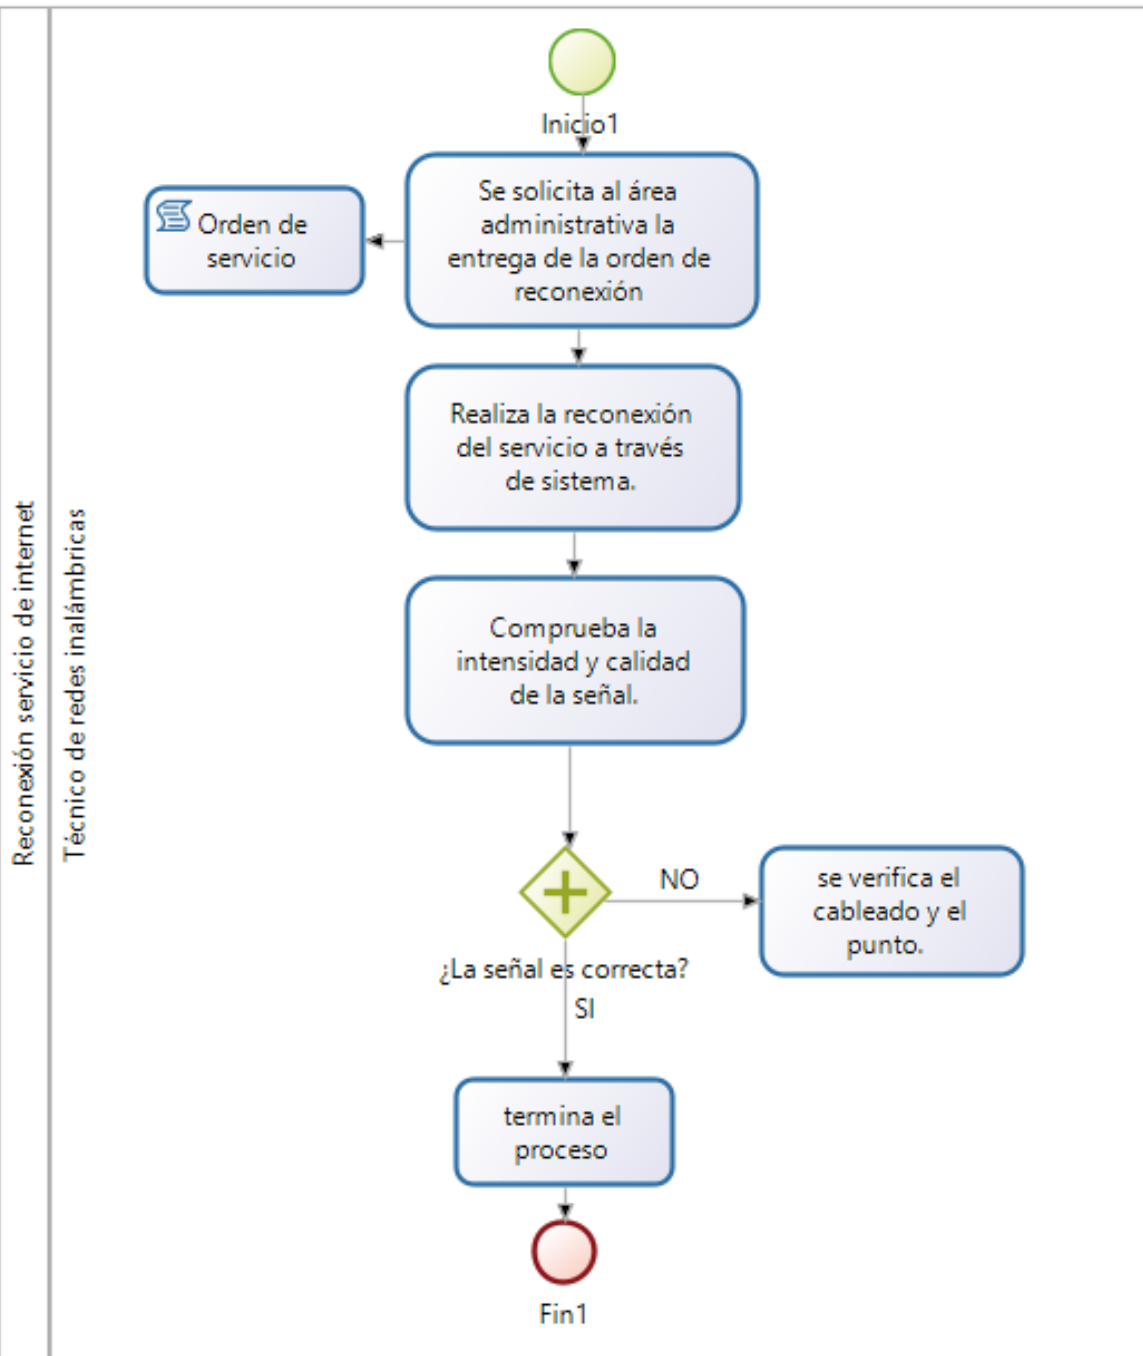 Reconexión servicio de internet
Técnico de redes inalámbricas
Inicio1
Se solicita al área
administrativa la
entrega de la orden de
reconexión
Orden de
servicio
Realiza la reconexión
del servicio a través
de sistema.
Comprueba la
intensidad y calidad
de la señal.
NO
se verifica el
cableado y el
punto.
¿La señal es correcta?
SI
termina el
proceso
Fin1